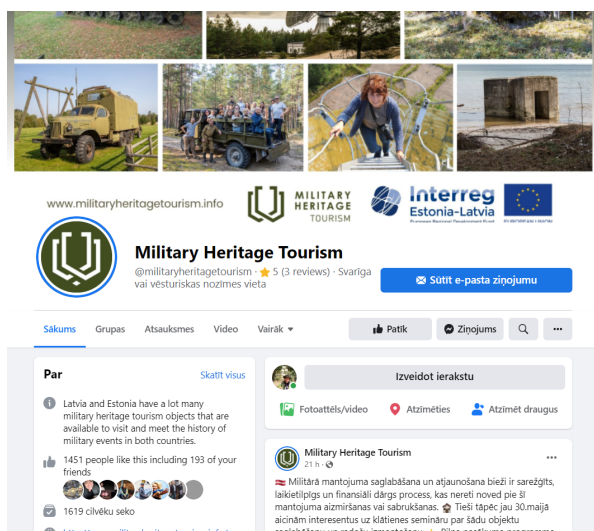 www.militaryheritagetourism.info
MILITARY
HERITAGE
TOURISM
Interreg
Estonia-Latvia
European Regional Development Fund
EUROPEAN UNION
Military Heritage Tourism
@militaryheritagetourism · ⭐ 5 (3 reviews) · Svarīga
vai vēsturiskas nozīmes vieta
Sūtīt e-pasta ziņojumu
Sākums Grupas Atsauksmes Video Vairāk
Patīk
Ziņojums
Par
Skatīt visus
Latvia and Estonia have a lot many
military heritage tourism objects that are
available to visit and meet the history of
military events in both countries.
1451 people like this including 193 of your
friends
1619 cilvēku seko
Izveidot ierakstu
Fotoattēls/video
Atzīmēties
Atzīmēt draugus
Military Heritage Tourism
21 h
Militārā mantojuma saglabāšana un atjaunošana bieži ir sarežģīts,
laikietilpīgs un finansiāli dārgs process, kas nereti noved pie šī
mantojuma aizmiršanas vai sabrukšanas. Tieši tāpēc jau 30.maijā
aicinām interesentus uz klātienes semināru par šādu objektu